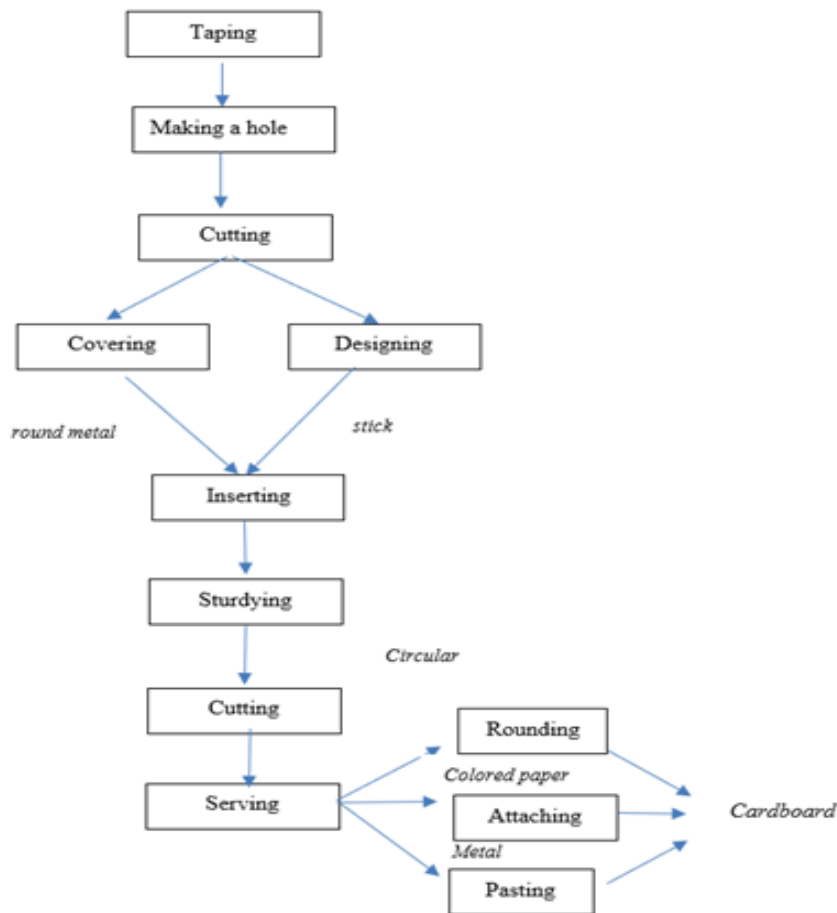 Taping
Making a hole
Cutting
Covering
Designing
round metal
stick
Inserting
Sturdying
Circular
Cutting
Rounding
Colored paper
Serving
Attaching
Cardboard
Metal
Pasting